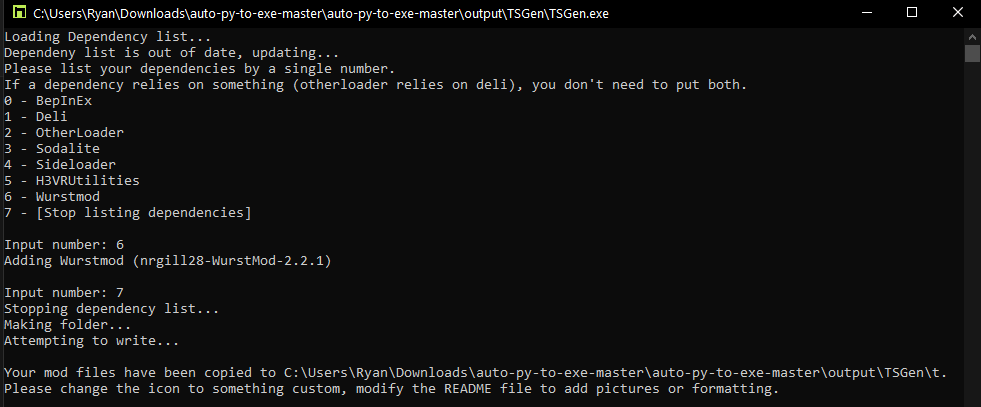 C:\Users\Ryan\Downloads\auto-py-to-exe-master\auto-py-to-exe-master\output\TSGen\TSGen.exe
Loading Dependency list...
Dependeny list is out of date, updating...
Please list your dependencies by a single number.
If a dependency relies on something (otherloader relies on deli), you don't need to put both.
0 - BepInEx
1 - Deli
2 - OtherLoader
3 - Sodalite
4 - Sideloader
5 - H3VRUtilities
6 - Wurstmod
7 - [Stop listing dependencies]
Input number: 6
Adding Wurstmod (nrgill28-WurstMod-2.2.1)
Input number: 7
Stopping dependency list...
Making folder...
Attempting to write...
Your mod files have been copied to C:\Users\Ryan\Downloads\auto-py-to-exe-master\auto-py-to-exe-master\output\TSGen\t.
Please change the icon to something custom, modify the README file to add pictures or formatting.